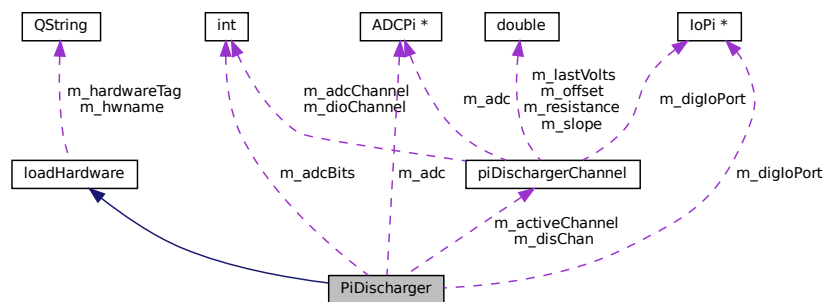 QString
int
ADCPi *
double
IoPi *
m_hardwareTag
m_hwname
m_adcChannel
m_dioChannel
m_adc
m_lastVolts
m_offset
m_resistance
m_slope
m_digIoPort
loadHardware
m_adcBits
m_adc
piDischargerChannel
m_digIoPort
m_activeChannel
m_disChan
PiDischarger